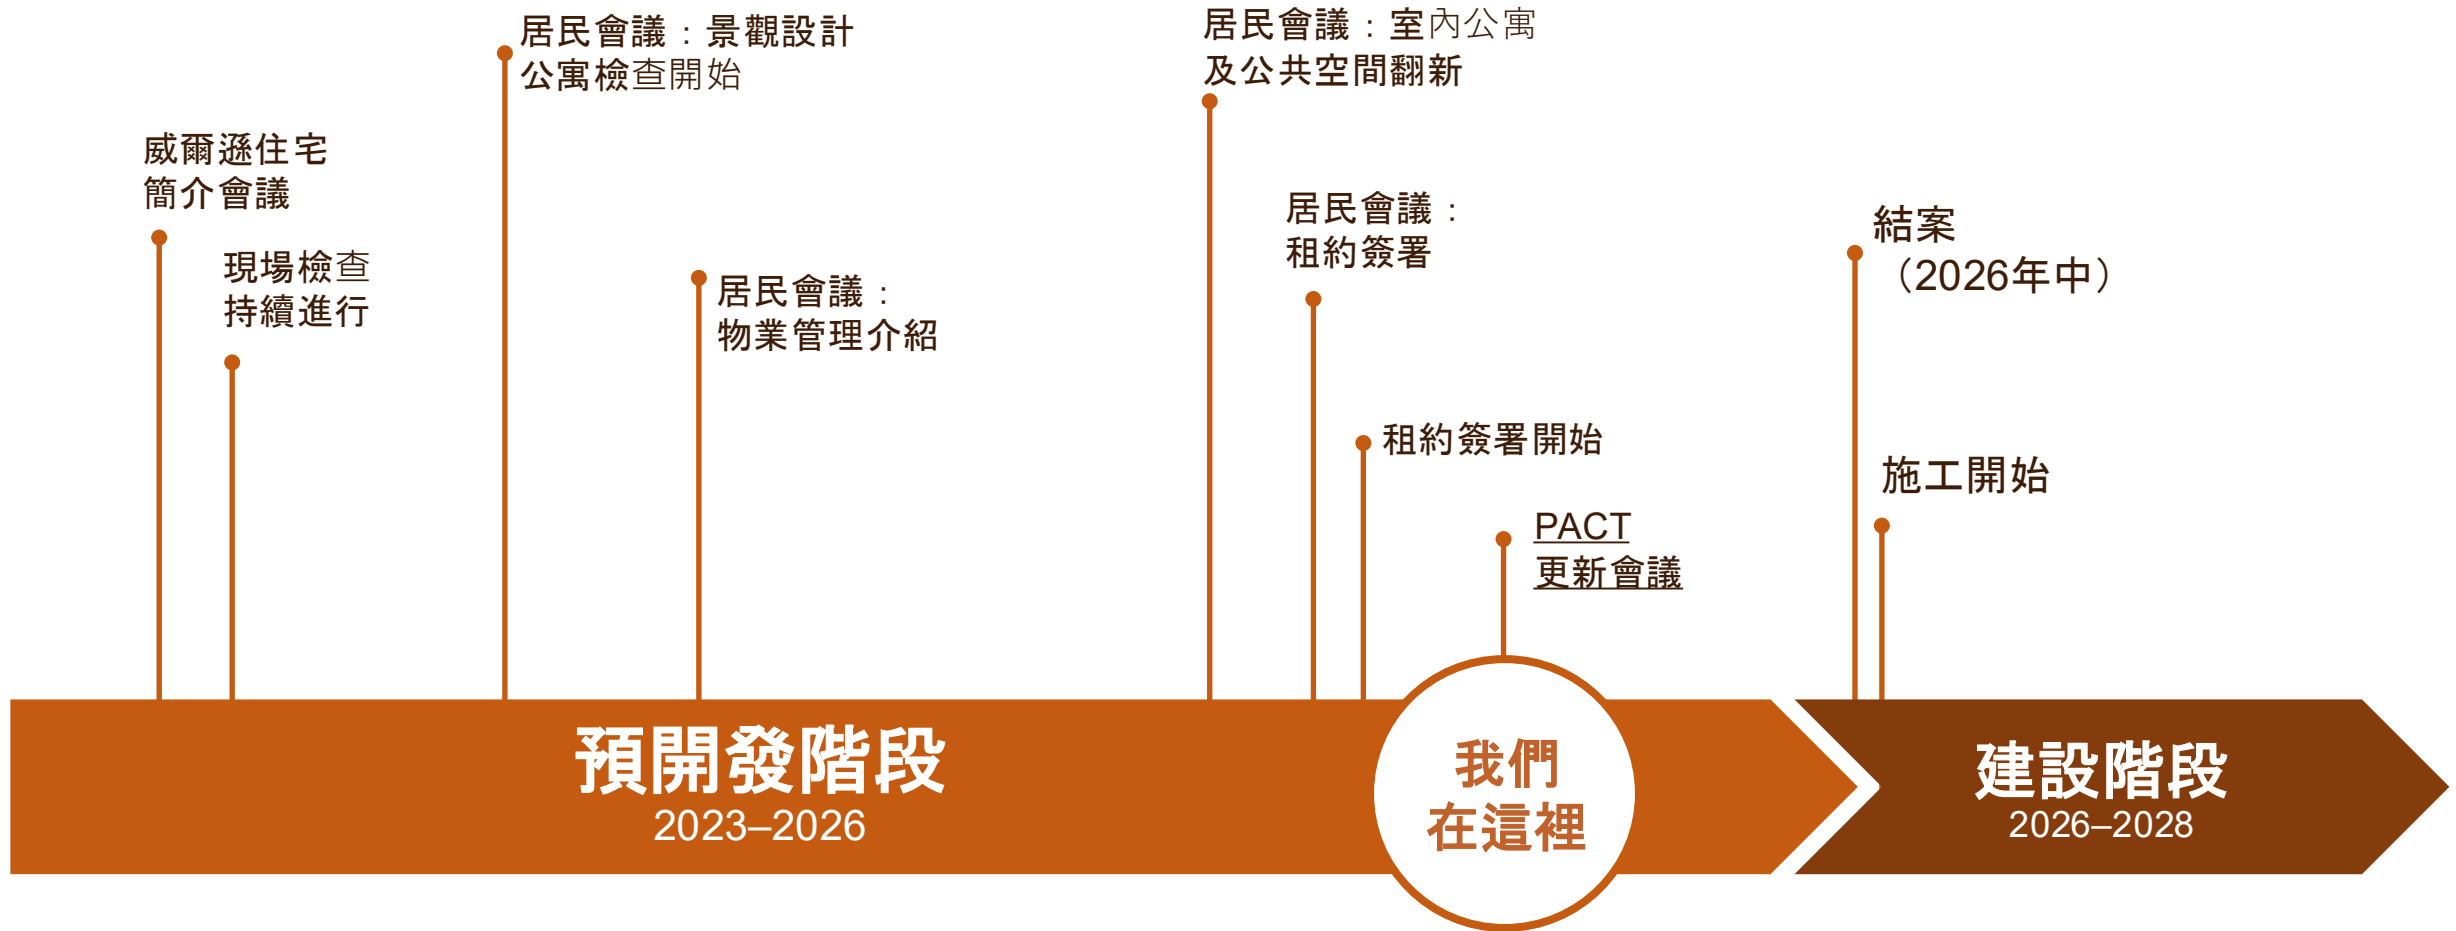 威爾遜住宅
簡介會議
現場檢查
持續進行
居民會議：景觀設計
公寓檢查開始
居民會議：
物業管理介紹
居民會議：室內公寓
及公共空間翻新
居民會議：
租約簽署
租約簽署開始
PACT
更新會議
結案
（2026年中）
施工開始
預開發階段
2023–2026
我們
在這裡
建設階段
2026–2028